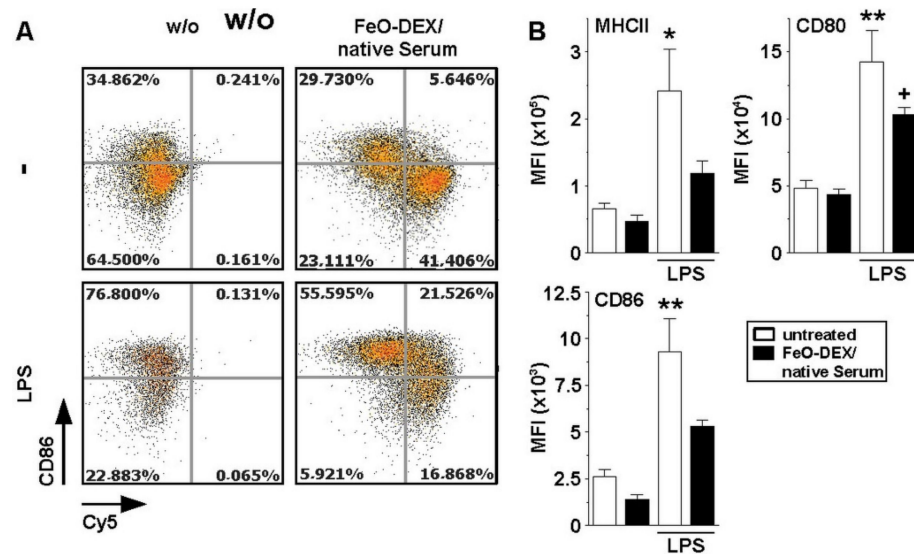 A
w/o
w/o
FeO-DEX/
native Serum
-
34.862%
0.241%
64.500%
0.161%
29.730%
5.646%
23.111%
41.406%
LPS
76.800%
0.131%
22.883%
0.065%
55.595%
21.526%
5.921%
16.868%
CD86
Cy5
B
MHCII
*
MFI (x10⁵)
3
2
1
0
LPS
CD80
**
+
MFI (x10⁴)
15
10
5
0
LPS
CD86
**
MFI (x10³)
12.5
10
7.5
5
2.5
0
LPS
untreated
FeO-DEX/
native Serum